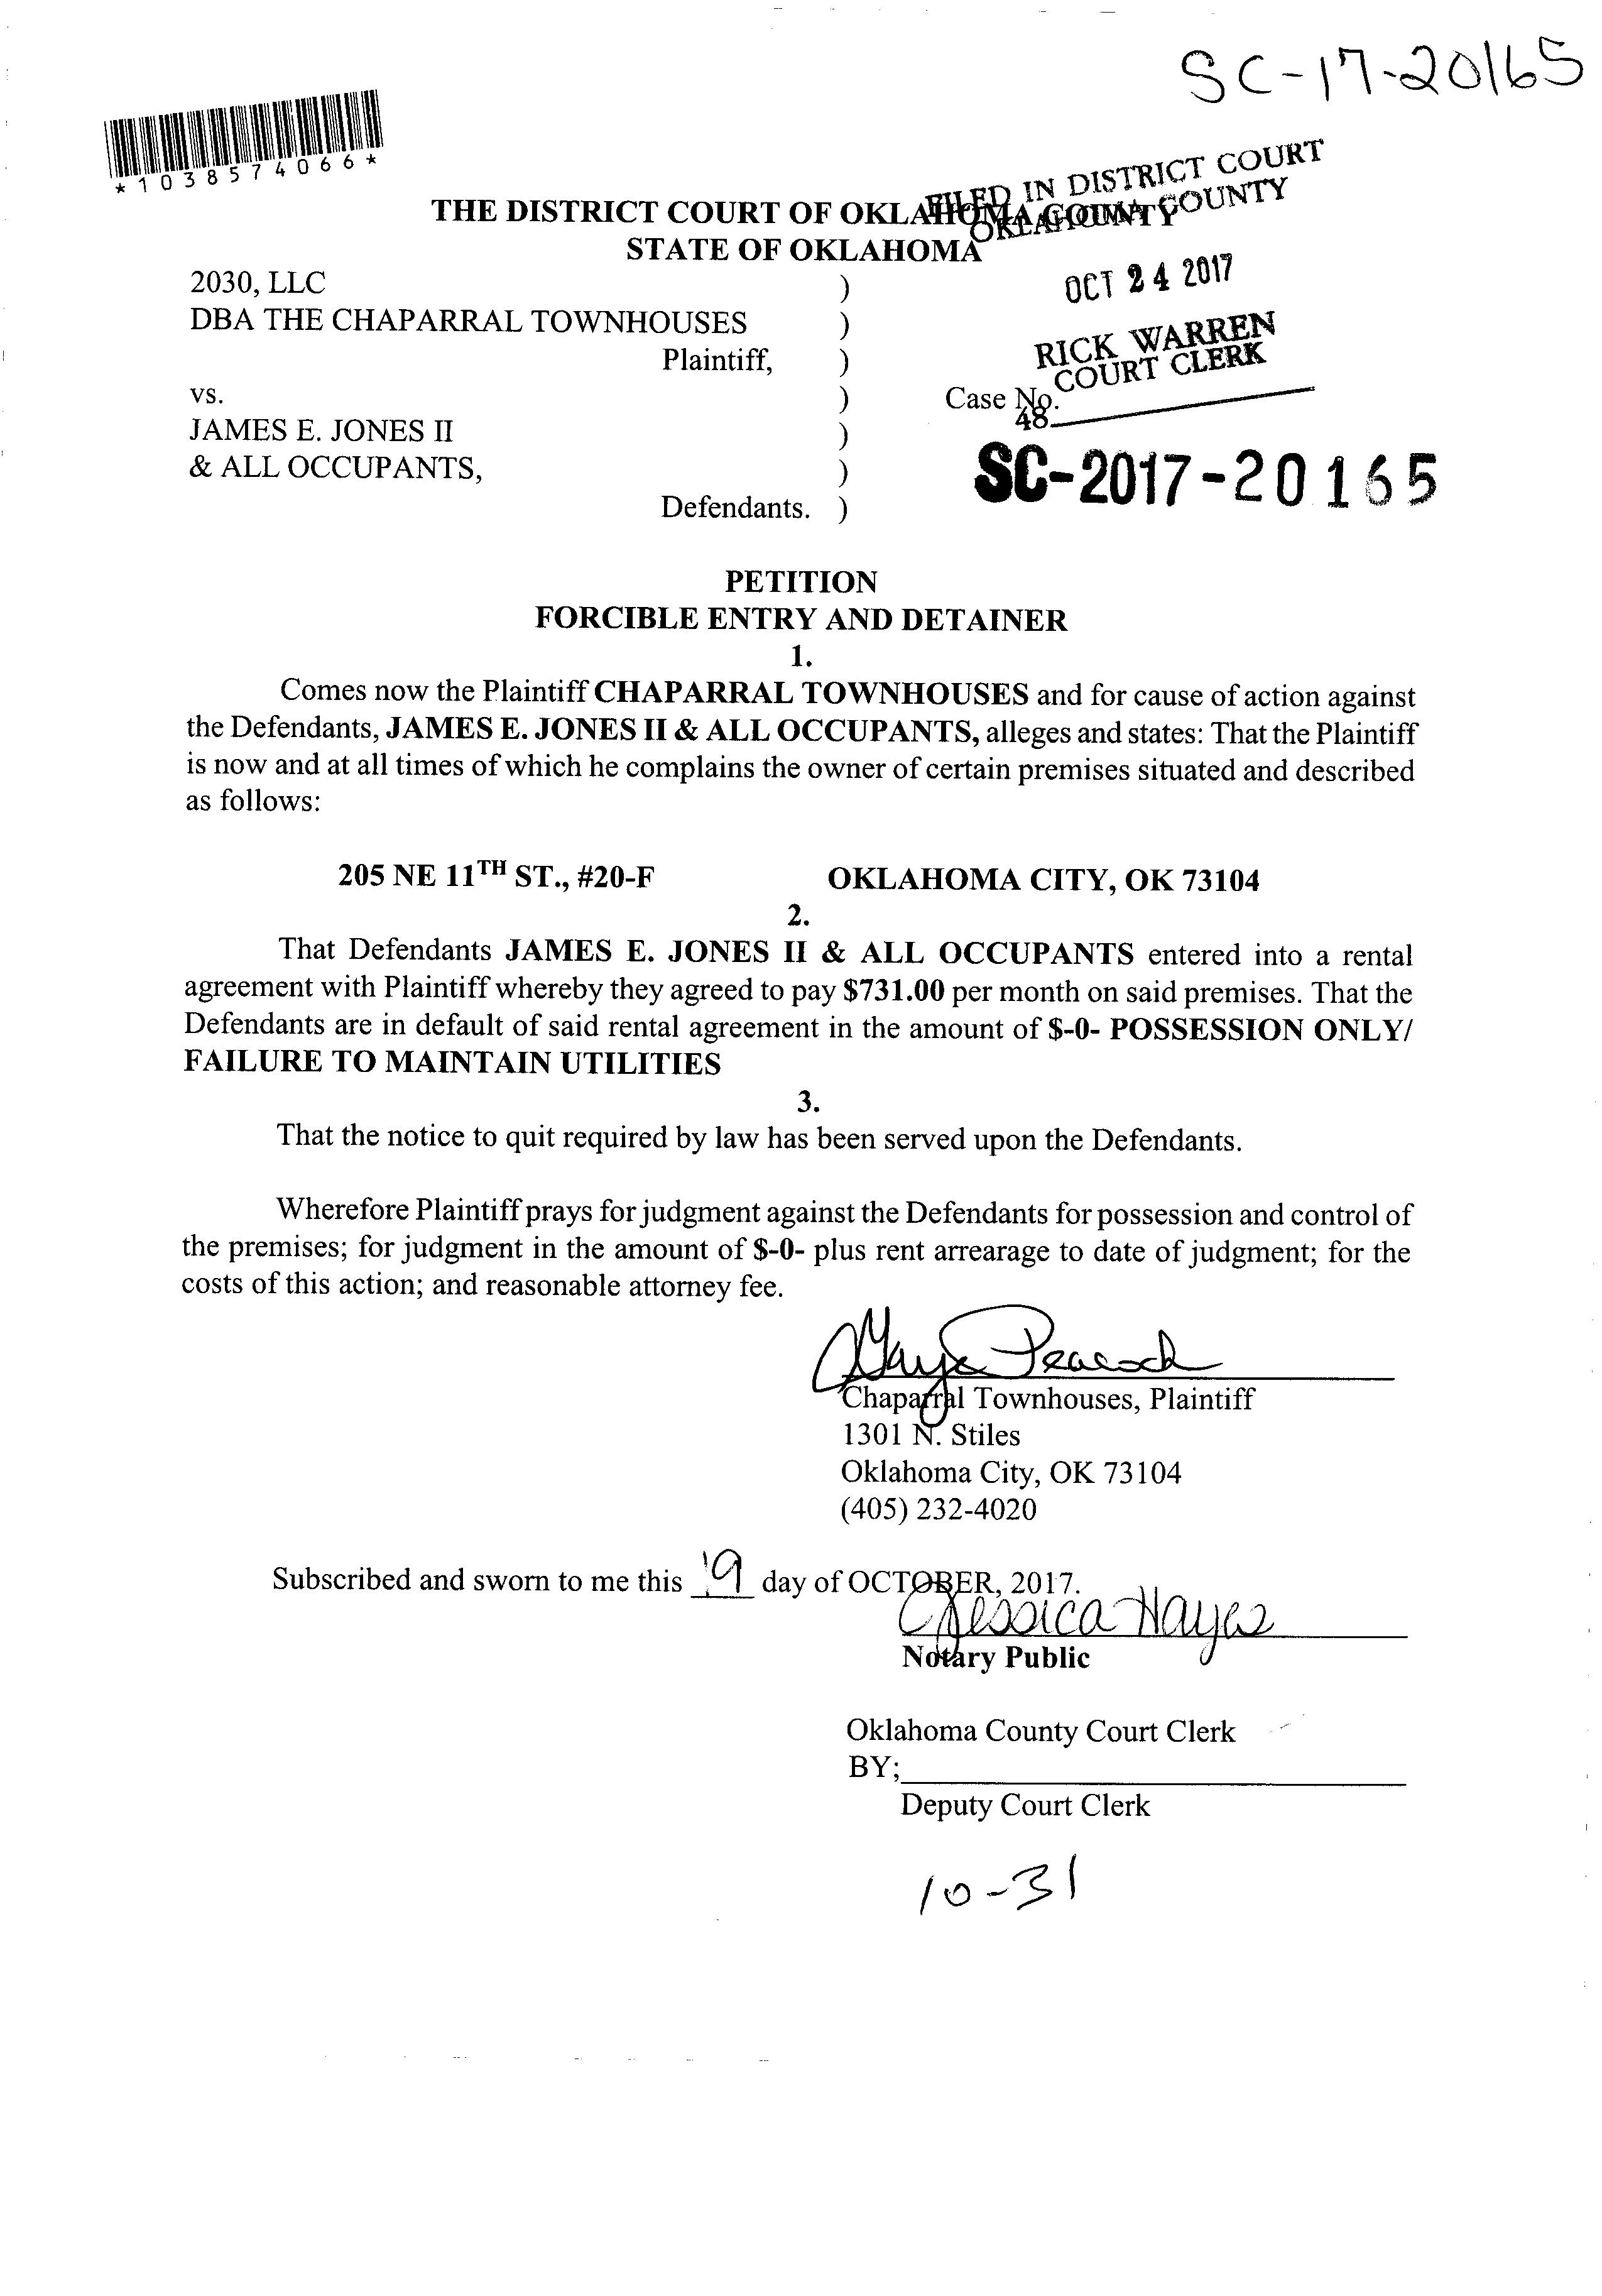 SC-17-20165
*1038574066*
FILED IN DISTRICT COURT
OKLAHOMA COUNTY
THE DISTRICT COURT OF OKLAHOMA COUNTY
STATE OF OKLAHOMA
OCT 24 2017
RICK WARREN
COURT CLERK
48
2030, LLC )
DBA THE CHAPARRAL TOWNHOUSES )
Plaintiff, )
vs. ) Case No.
JAMES E. JONES II )
& ALL OCCUPANTS, )
Defendants. )
SC-2017-20165
PETITION
FORCIBLE ENTRY AND DETAINER
1.
Comes now the Plaintiff CHAPARRAL TOWNHOUSES and for cause of action against
the Defendants, JAMES E. JONES II & ALL OCCUPANTS, alleges and states: That the Plaintiff
is now and at all times of which he complains the owner of certain premises situated and described
as follows:
205 NE 11TH ST., #20-F OKLAHOMA CITY, OK 73104
2.
That Defendants JAMES E. JONES II & ALL OCCUPANTS entered into a rental
agreement with Plaintiff whereby they agreed to pay $731.00 per month on said premises. That the
Defendants are in default of said rental agreement in the amount of $-0- POSSESSION ONLY/
FAILURE TO MAINTAIN UTILITIES
3.
That the notice to quit required by law has been served upon the Defendants.
Wherefore Plaintiff prays for judgment against the Defendants for possession and control of
the premises; for judgment in the amount of $-0- plus rent arrearage to date of judgment; for the
costs of this action; and reasonable attorney fee.
Peacock
Chaparral Townhouses, Plaintiff
1301 N. Stiles
Oklahoma City, OK 73104
(405) 232-4020
Subscribed and sworn to me this 19 day of OCTOBER, 2017.
Jessica Hayes
Notary Public
Oklahoma County Court Clerk
BY;
Deputy Court Clerk
10-31